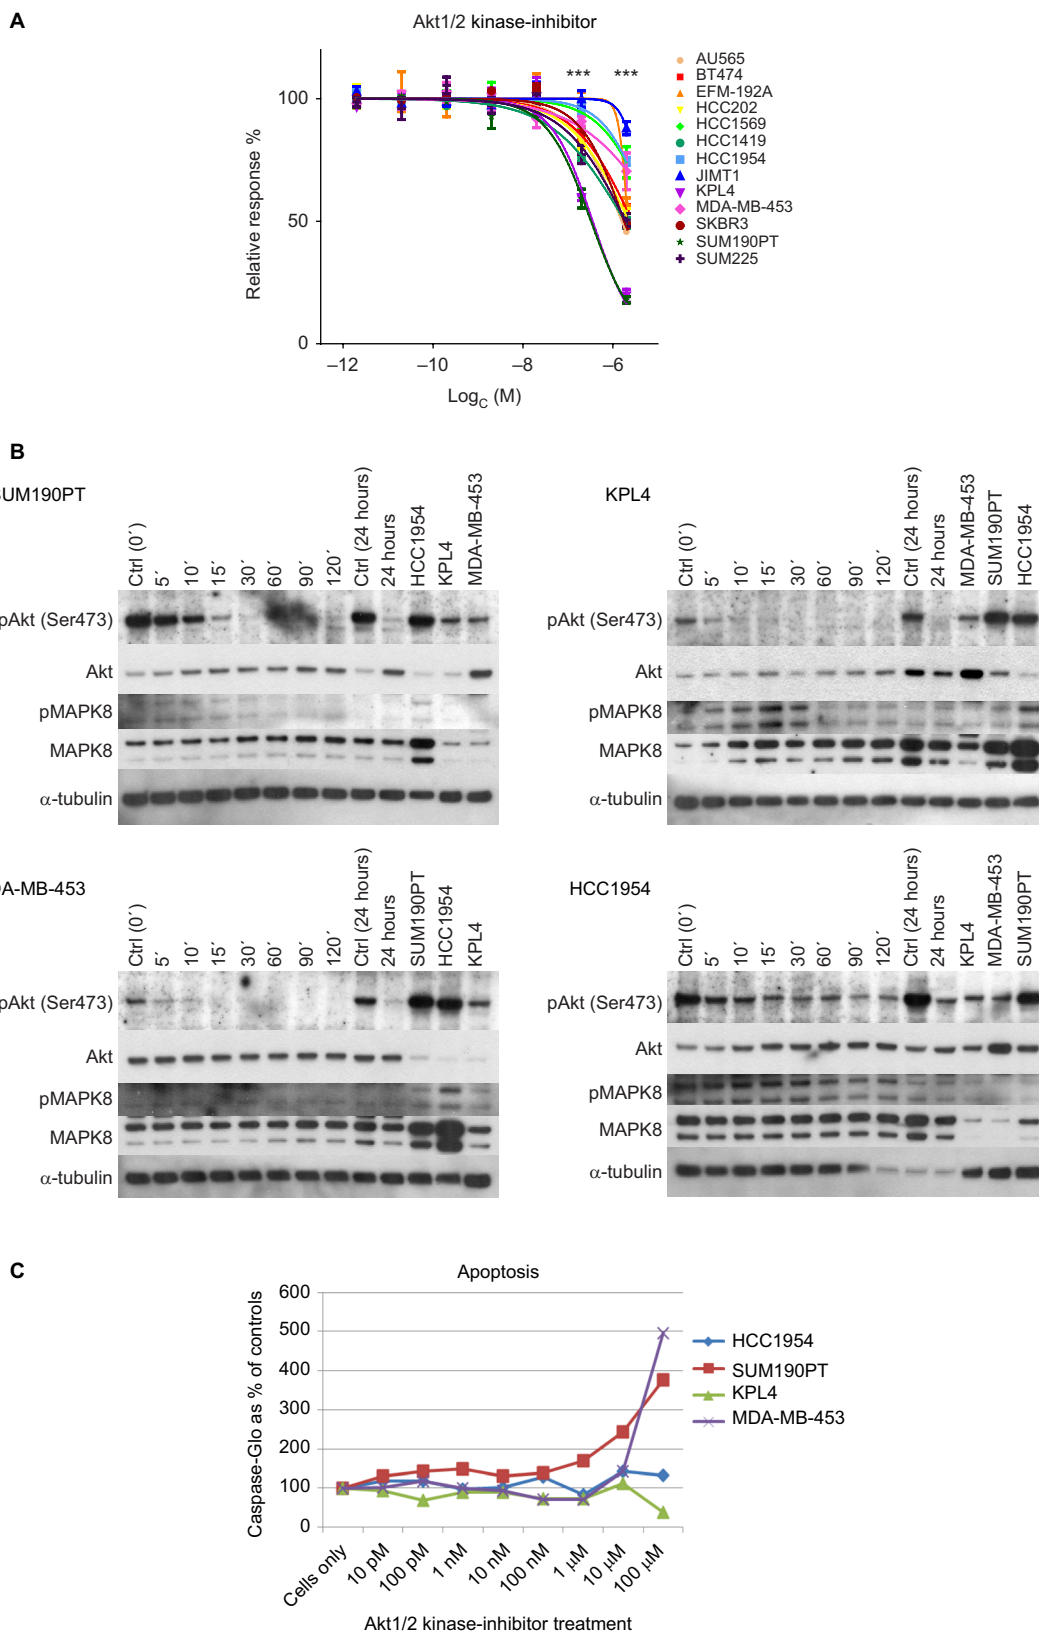 A
Akt1/2 kinase-inhibitor
Relative response %
100
50
0
–12
–10
–8
–6
Log C (M)
***
***
AU565
BT474
EFM-192A
HCC202
HCC1569
HCC1419
HCC1954
JIMT1
KPL4
MDA-MB-453
SKBR3
SUM190PT
SUM225
B
SUM190PT
Ctrl (0´)
5´
10´
15´
30´
60´
90´
120´
Ctrl (24 hours)
24 hours
HCC1954
KPL4
MDA-MB-453
pAkt (Ser473)
Akt
pMAPK8
MAPK8
α-tubulin
KPL4
Ctrl (0´)
5´
10´
15´
30´
60´
90´
120´
Ctrl (24 hours)
24 hours
MDA-MB-453
SUM190PT
HCC1954
pAkt (Ser473)
Akt
pMAPK8
MAPK8
α-tubulin
DA-MB-453
Ctrl (0´)
5´
10´
15´
30´
60´
90´
120´
Ctrl (24 hours)
24 hours
SUM190PT
HCC1954
KPL4
pAkt (Ser473)
Akt
pMAPK8
MAPK8
α-tubulin
HCC1954
Ctrl (0´)
5´
10´
15´
30´
60´
90´
120´
Ctrl (24 hours)
24 hours
KPL4
MDA-MB-453
SUM190PT
pAkt (Ser473)
Akt
pMAPK8
MAPK8
α-tubulin
C
Apoptosis
Caspase-Glo as % of controls
600
500
400
300
200
100
0
Cells only
10 pM
100 pM
1 nM
10 nM
100 nM
1 μM
10 μM
100 μM
Akt1/2 kinase-inhibitor treatment
HCC1954
SUM190PT
KPL4
MDA-MB-453